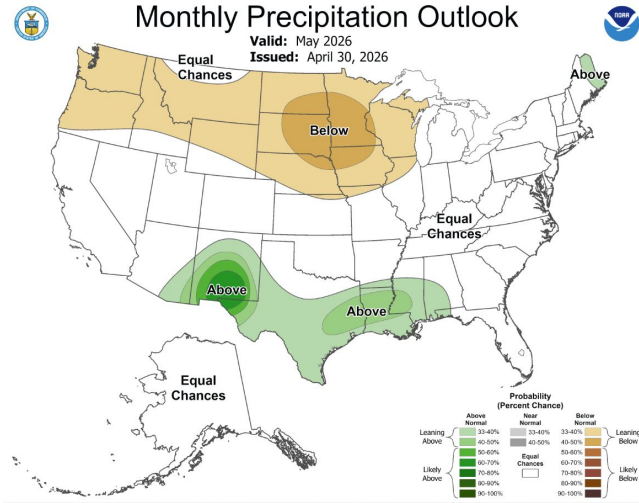 Monthly Precipitation Outlook
Valid: May 2026
Issued: April 30, 2026
NOAA
Equal
Chances
Above
Below
Equal
Chances
Above
Above
Equal
Chances
Probability
(Percent Chance)
Above
Normal
Near
Normal
Below
Normal
Leaning
Above
33-40%
40-50%
33-40%
40-50%
33-40%
40-50%
Leaning
Below
Likely
Above
50-60%
60-70%
70-80%
80-90%
90-100%
Equal
Chances
50-60%
60-70%
70-80%
80-90%
90-100%
Likely
Below